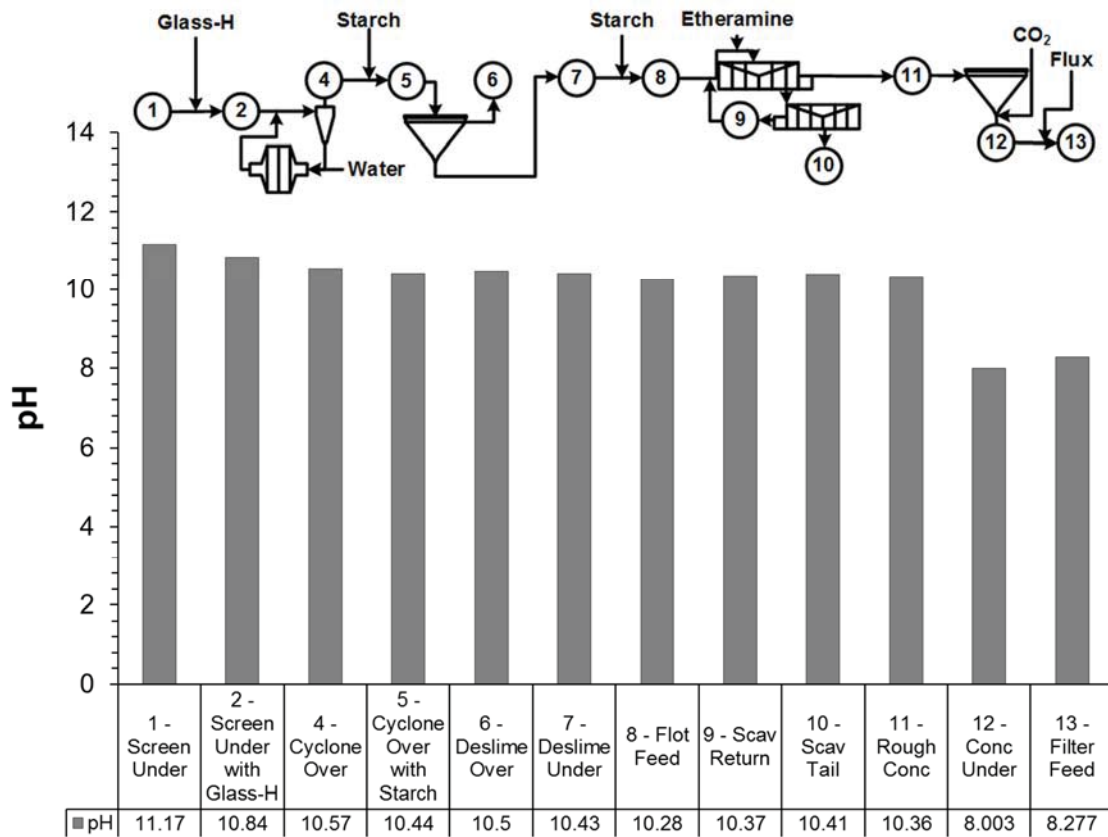 Glass-H
Starch
Starch
Etheramine
CO₂
Flux
1
2
4
5
6
7
8
9
10
11
12
13
Water
pH
14
12
10
8
6
4
2
0
1 -
Screen
Under
2 -
Screen
Under
with
Glass-H
4 -
Cyclone
Over
5 -
Cyclone
Over
with
Starch
6 -
Deslime
Over
7 -
Deslime
Under
8 - Flot
Feed
9 - Scav
Return
10 -
Scav
Tail
11 -
Rough
Conc
12 -
Conc
Under
13 -
Filter
Feed
pH 11.17 10.84 10.57 10.44 10.5 10.43 10.28 10.37 10.41 10.36 8.003 8.277